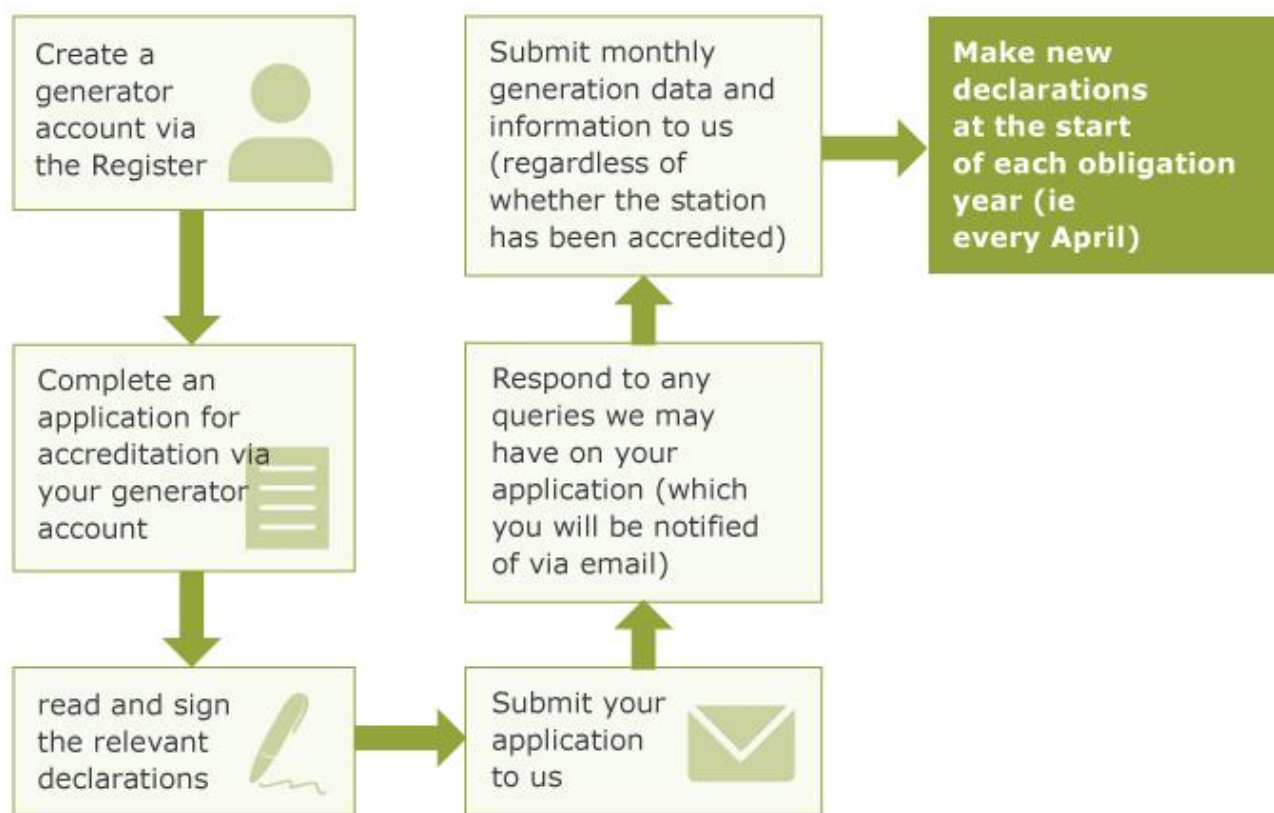 Create a
generator
account via
the Register
Complete an
application for
accreditation via
your generator
account
read and sign
the relevant
declarations
Submit your
application
to us
Respond to any
queries we may
have on your
application (which
you will be notified
of via email)
Submit monthly
generation data and
information to us
(regardless of
whether the station
has been accredited)
Make new
declarations
at the start
of each obligation
year (ie
every April)